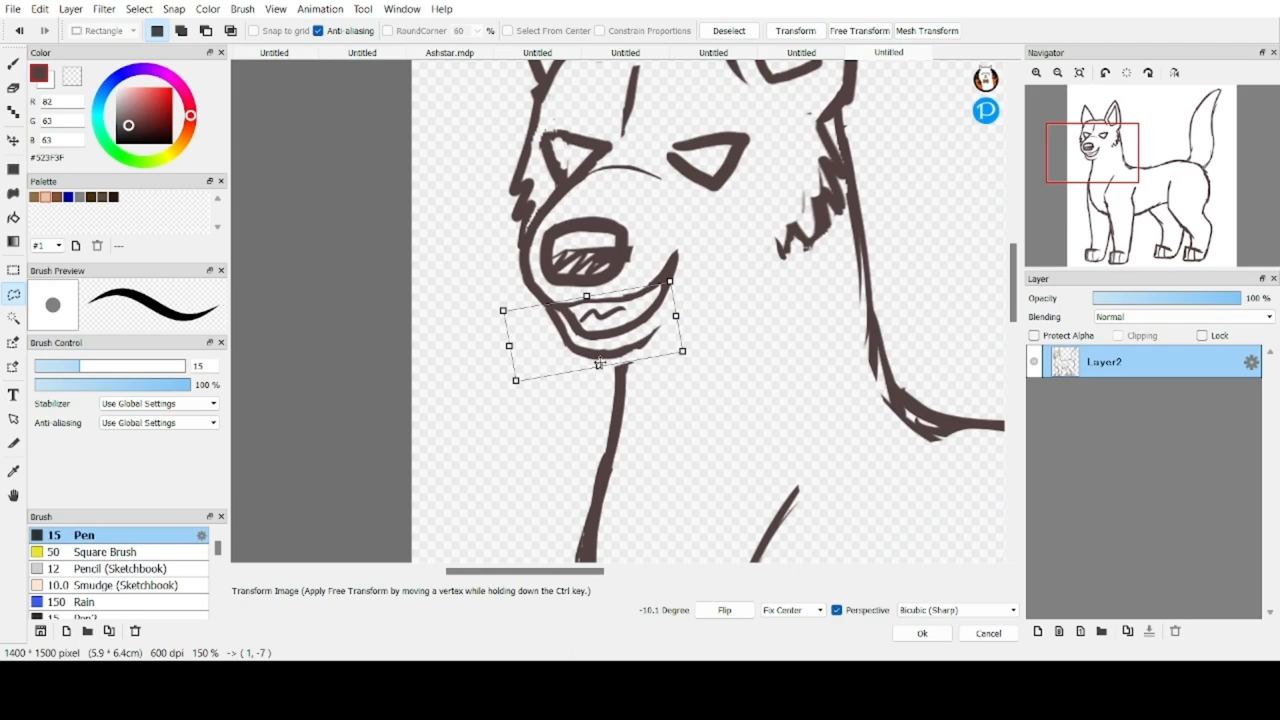 File Edit Layer Filter Select Snap Color Brush View Animation Tool Window Help
Rectangle Snap to grid Anti-aliasing RoundCorner 60 % Select From Center Constrain Proportions Deselect Transform Free Transform Mesh Transform
Color
Untitled Untitled Ashstar.mdp Untitled Untitled Untitled Untitled Untitled
Navigator
R 82
G 63
B 63
#523F3F
Palette
#1 ---
Brush Preview
Brush Control
15
100 %
Stabilizer Use Global Settings
Anti-aliasing Use Global Settings
Brush
15 Pen
50 Square Brush
12 Pencil (Sketchbook)
10.0 Smudge (Sketchbook)
150 Rain
15 Pen2
P
Layer
Opacity 100 %
Blending Normal
Protect Alpha Clipping Lock
Layer2
T
Transform Image (Apply Free Transform by moving a vertex while holding down the Ctrl key.)
-10.1 Degree Flip Fix Center Perspective Bicubic (Sharp)
Ok Cancel
1400 * 1500 pixel (5.9 * 6.4cm) 600 dpi 150 % -> ( 1, -7 )